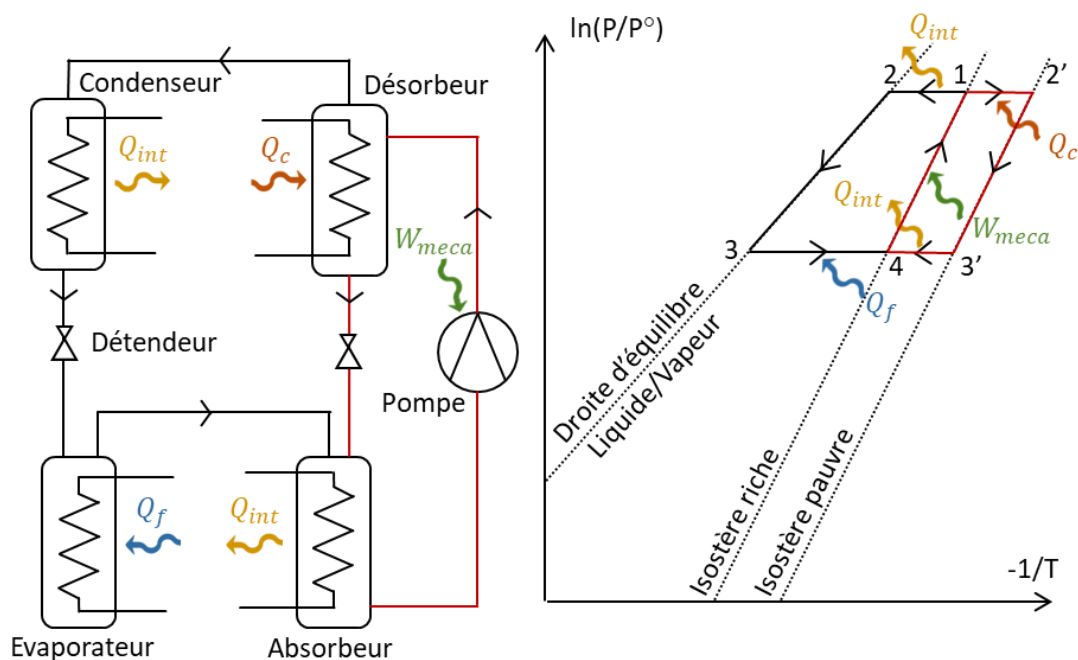 Condenseur
Désorbeur
Q_int
Q_c
W_meca
Détendeur
Pompe
Q_f
Q_int
Evaporateur
Absorbeur
ln(P/P°)
Q_int
2
1
2'
Q_c
Q_int
W_meca
3
4
3'
Q_f
Droite d'équilibre
Liquide/Vapeur
Isostère riche
Isostère pauvre
-1/T